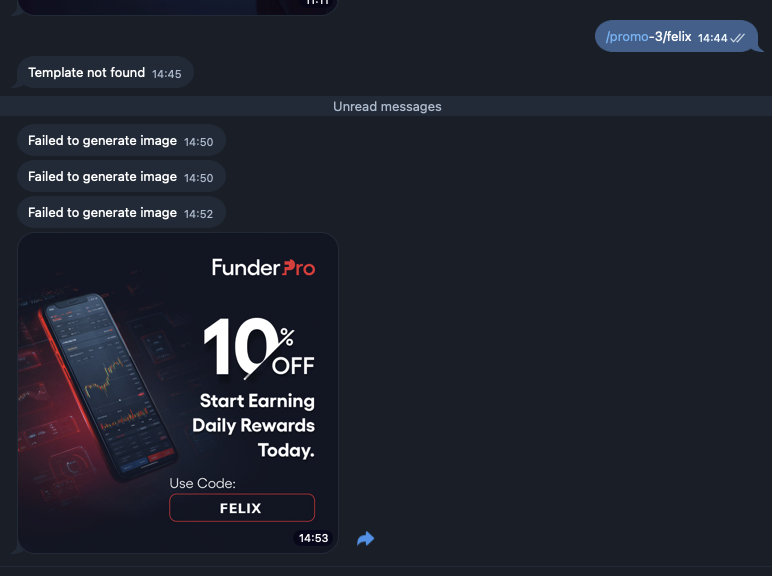 11:11
/promo-3/felix 14:44
Template not found 14:45
Unread messages
Failed to generate image 14:50
Failed to generate image 14:50
Failed to generate image 14:52
FunderPro
10%
OFF
Start Earning
Daily Rewards
Today.
Use Code:
FELIX
14:53